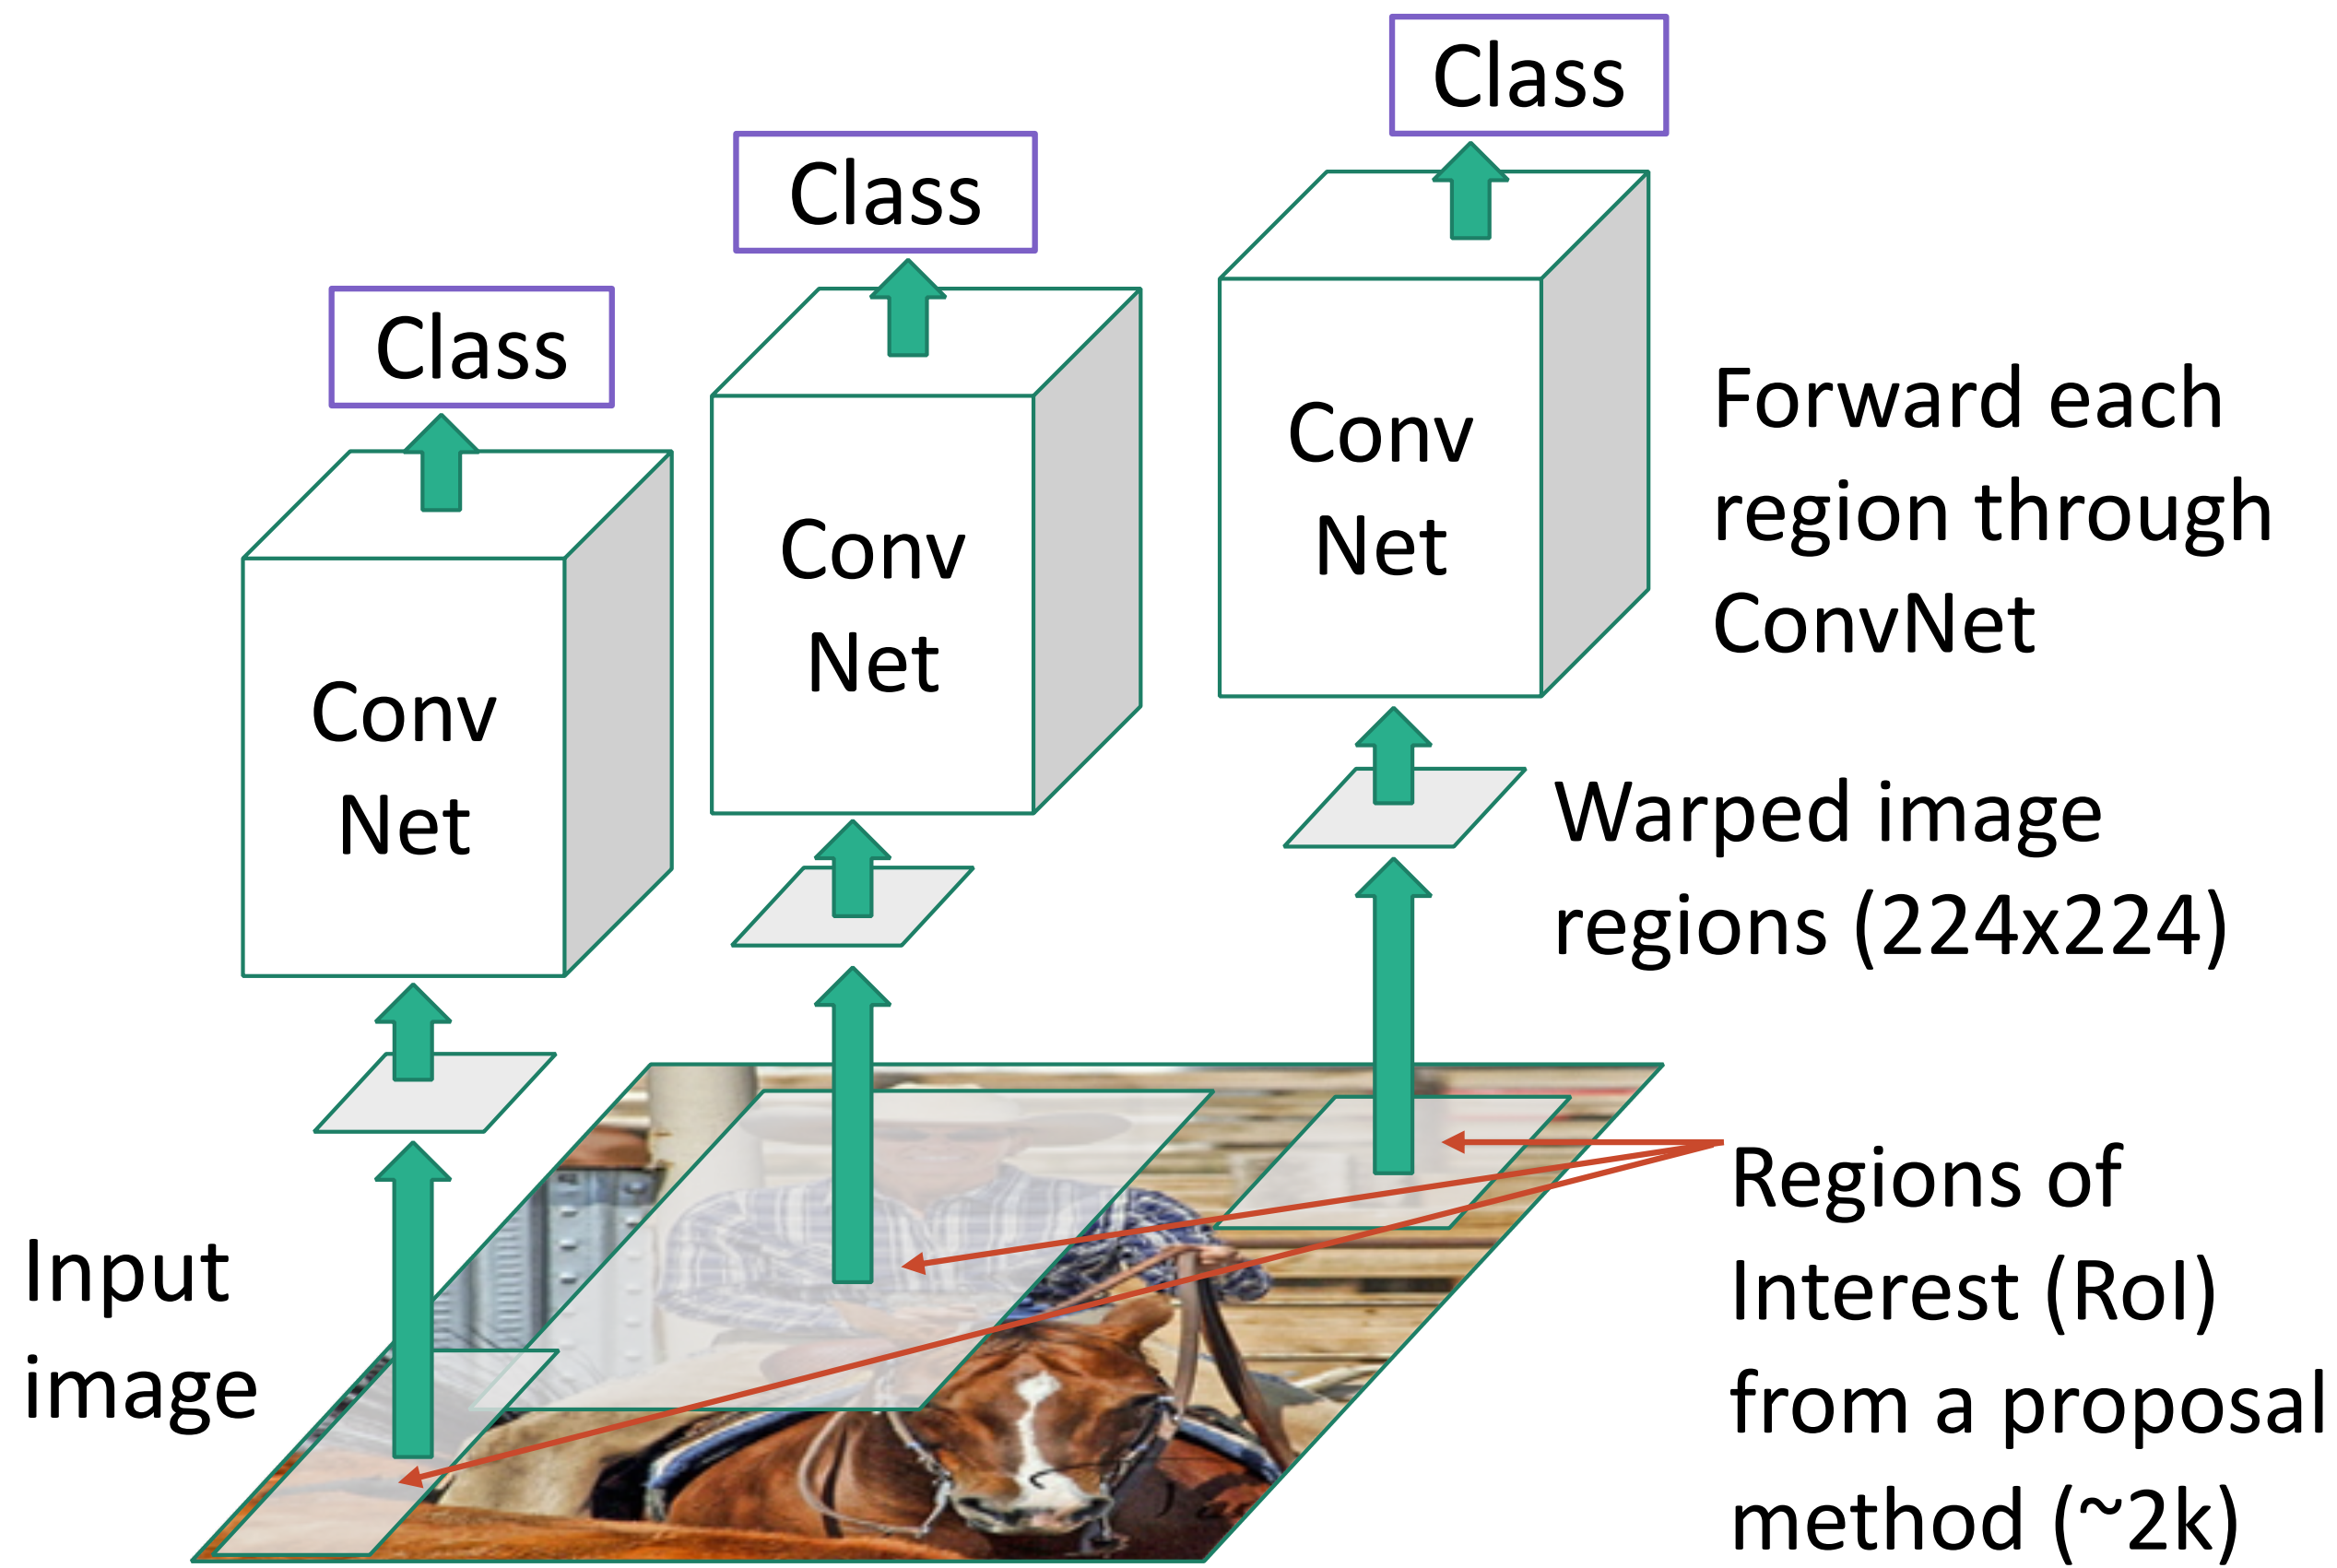 Class
Class
Class
Conv
Net
Conv
Net
Conv
Net
Forward each
region through
ConvNet
Warped image
regions (224x224)
Input
image
Regions of
Interest (RoI)
from a proposal
method (~2k)